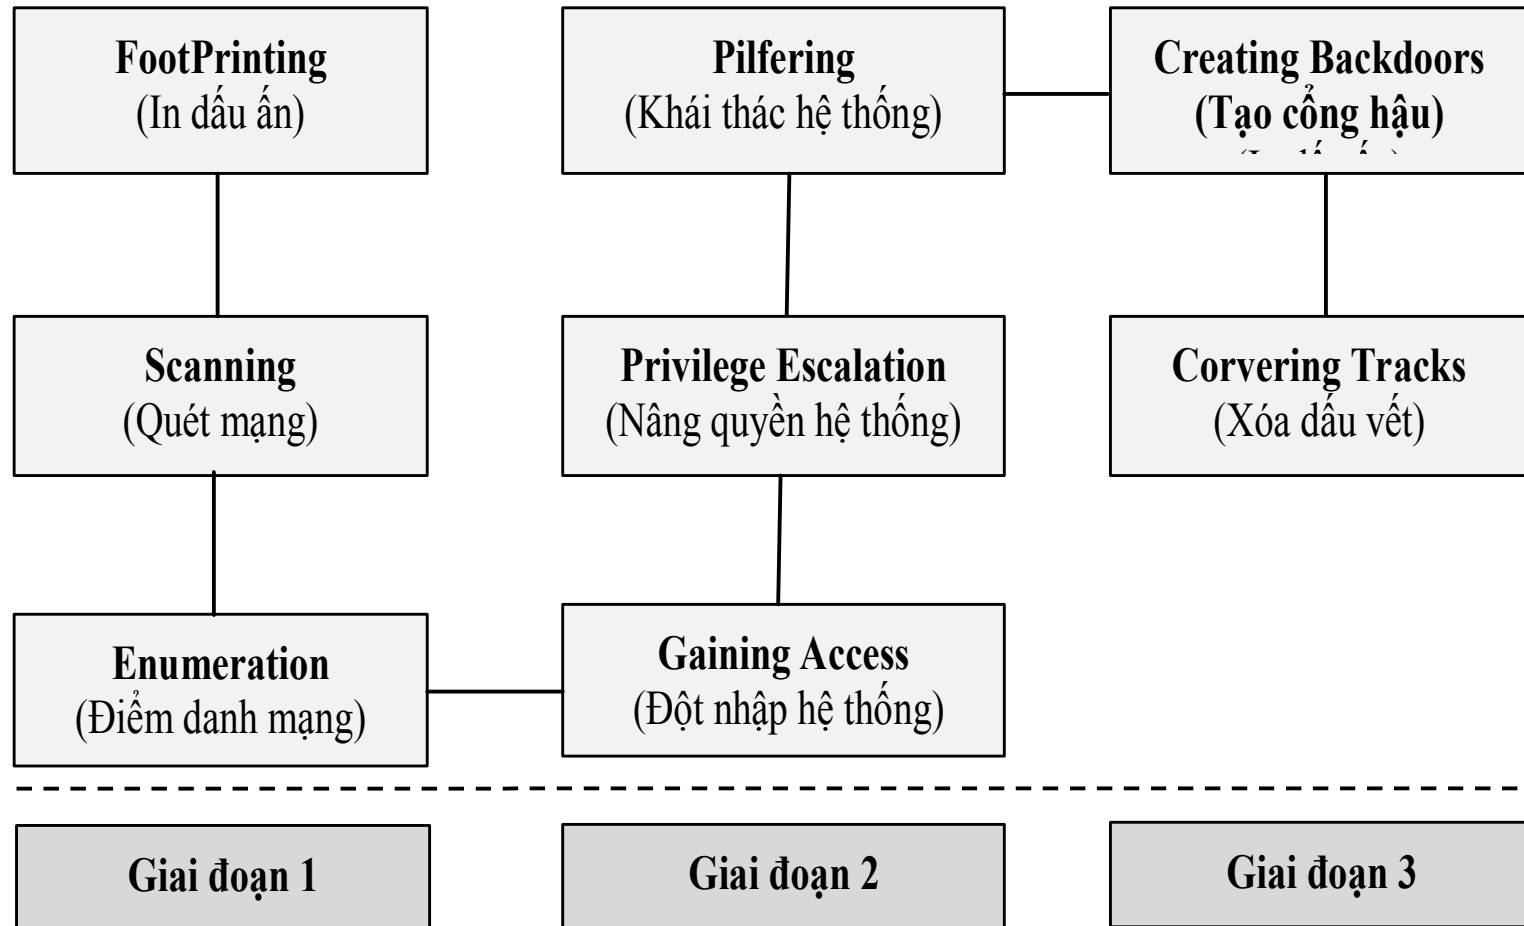 FootPrinting
(In dấu ấn)
Scanning
(Quét mạng)
Enumeration
(Điểm danh mạng)
Pilfering
(Khái thác hệ thống)
Privilege Escalation
(Nâng quyền hệ thống)
Gaining Access
(Đột nhập hệ thống)
Creating Backdoors
(Tạo cổng hậu)
Corvering Tracks
(Xóa dấu vết)
Giai đoạn 1
Giai đoạn 2
Giai đoạn 3